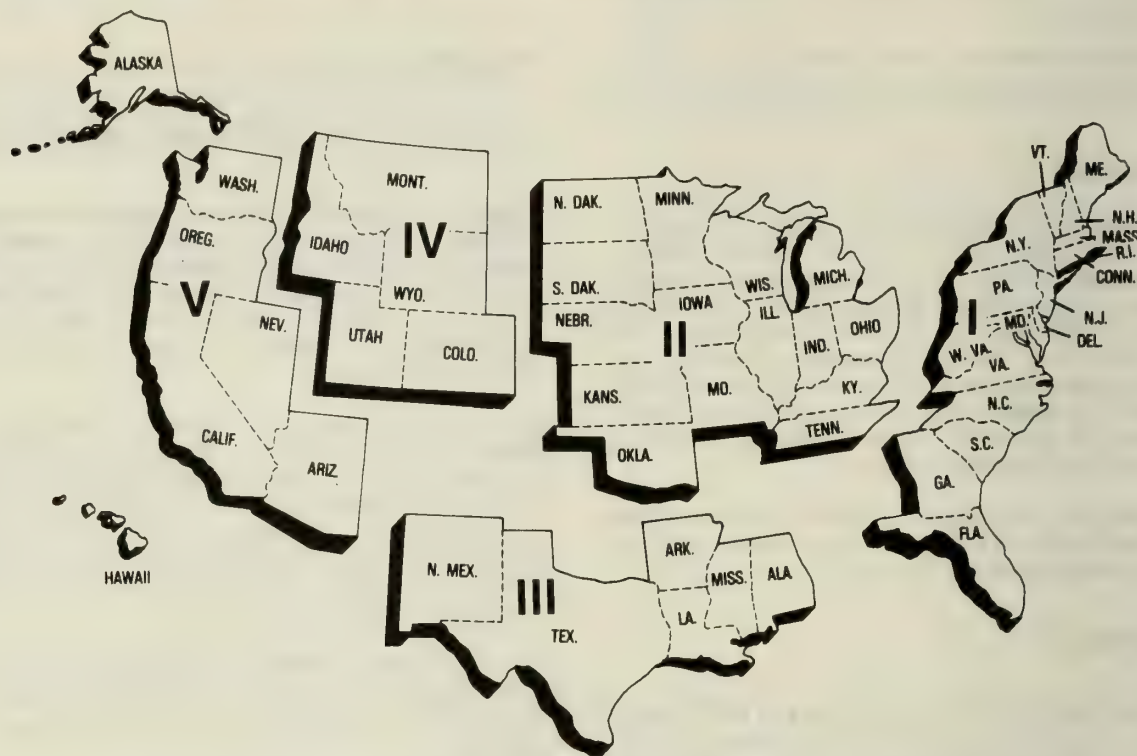 ALASKA
WASH.
OREG.
V
NEV.
CALIF.
ARIZ.
HAWAII
MONT.
IV
IDAHO
WYO.
UTAH
COLO.
N. DAK.
MINN.
S. DAK.
WIS.
MICH.
NEBR.
IOWA
ILL.
II
IND.
OHIO
KANS.
MO.
KY.
TENN.
OKLA.
N. MEX.
III
TEX.
ARK.
LA.
MISS.
ALA
VT.
ME.
N.H.
MASS
R.I.
CONN.
N.Y.
PA.
I
MD.
N.J.
DEL.
W. VA.
VA.
N.C.
S.C.
GA.
FLA.